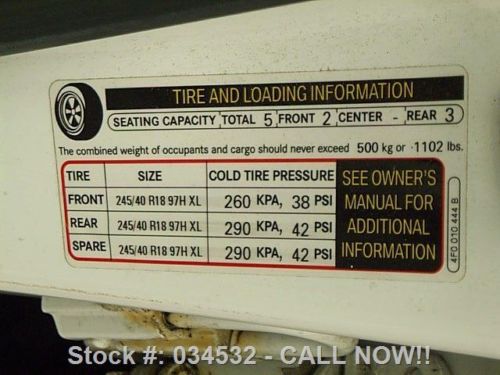 TIRE AND LOADING INFORMATION
SEATING CAPACITY TOTAL 5 FRONT 2 CENTER - REAR 3
The combined weight of occupants and cargo should never exceed 500 kg or 1102 lbs.
TIRE SIZE COLD TIRE PRESSURE
FRONT 245/40 R18 97H XL 260 KPA, 38 PSI
REAR 245/40 R18 97H XL 290 KPA, 42 PSI
SPARE 245/40 R18 97H XL 290 KPA, 42 PSI
SEE OWNER'S
MANUAL FOR
ADDITIONAL
INFORMATION
4F0 010 444 B
Stock #: 034532 - CALL NOW!!